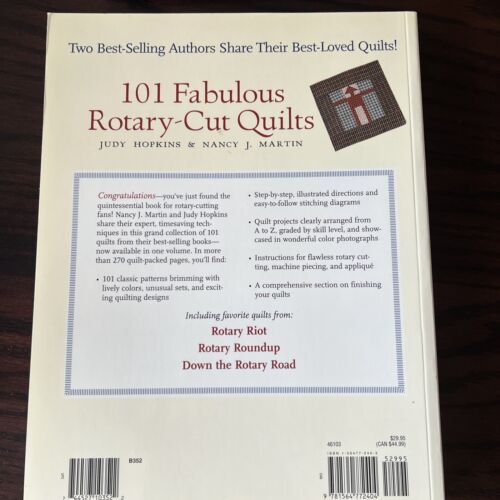 Two Best-Selling Authors Share Their Best-Loved Quilts!
101 Fabulous
Rotary-Cut Quilts
JUDY HOPKINS & NANCY J. MARTIN
Congratulations—you've just found the
quintessential book for rotary-cutting
fans! Nancy J. Martin and Judy Hopkins
share their expert, timesaving tech-
niques in this grand collection of 101
quilts from their best-selling books—
now available in one volume. In more
than 270 quilt-packed pages, you'll find:
• 101 classic patterns brimming with
lively colors, unusual sets, and excit-
ing quilting designs
• Step-by-step, illustrated directions and
easy-to-follow stitching diagrams
• Quilt projects clearly arranged from
A to Z, graded by skill level, and show-
cased in wonderful color photographs
• Instructions for flawless rotary cut-
ting, machine piecing, and appliqué
• A comprehensive section on finishing
your quilts
Including favorite quilts from:
Rotary Riot
Rotary Roundup
Down the Rotary Road
B352
46103
$29.95
(CAN $44.99)
52995
9 781564 772404